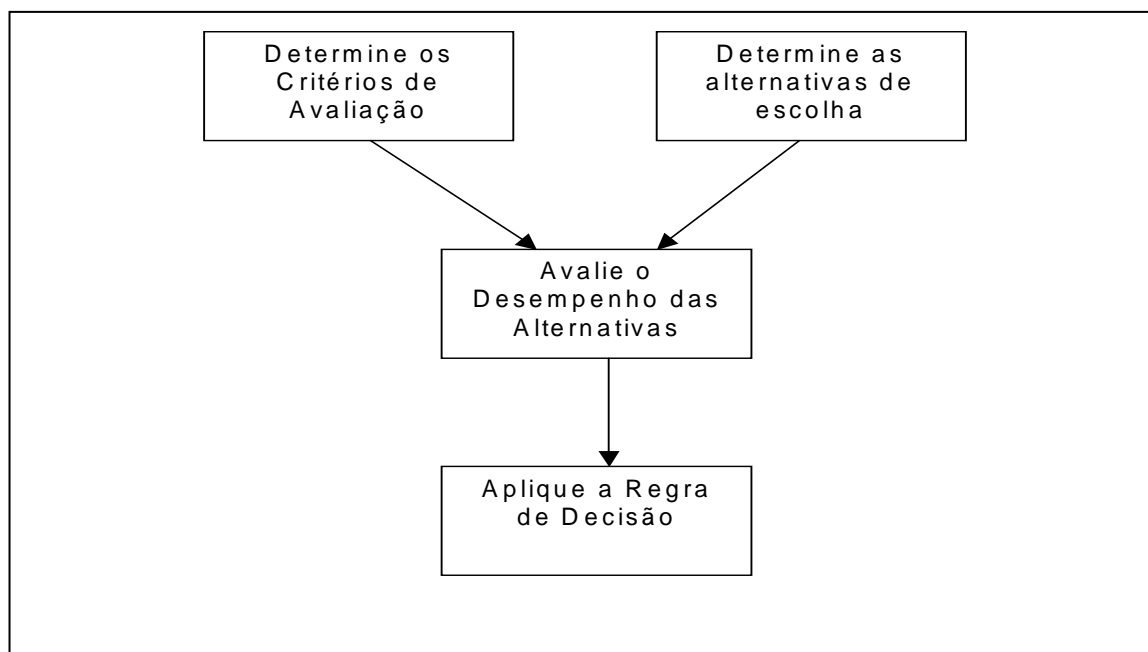 Determine os
Critérios de
Avaliação
Determine as
alternativas de
escolha
Avalie o
Desempenho das
Alternativas
Aplique a Regra
de Decisão